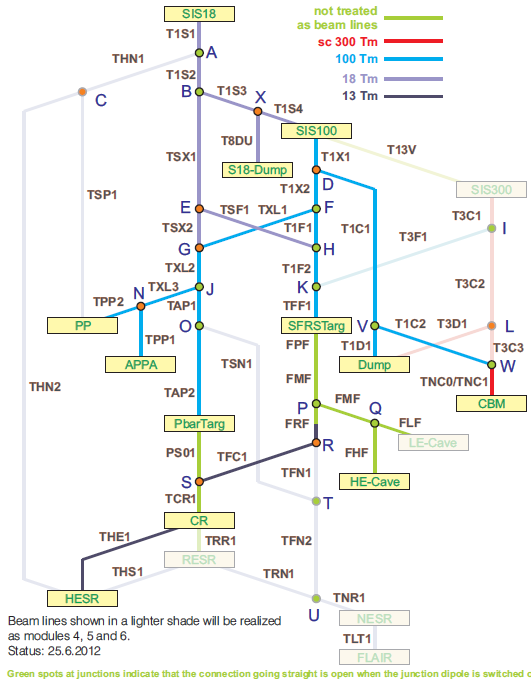 SIS18
not treated
as beam lines
sc 300 Tm
100 Tm
18 Tm
13 Tm
T1S1
THN1
A
T1S2
C
B
T1S3
X
T1S4
SIS100
T8DU
T13V
TSX1
T1X1
S18-Dump
D
TSP1
T1X2
SIS300
E
TSF1
TXL1
F
T3C1
TSX2
T1F1
T1C1
T3F1
I
G
H
TXL2
T1F2
TXL3
J
K
T3C2
N
TPP2
TAP1
TFF1
PP
O
SFRSTarg
V
T1C2
T3D1
L
TPP1
FPF
T1D1
T3C3
APPA
TSN1
Dump
W
THN2
FMF
TNC0/TNC1
TAP2
P
FMF
Q
CBM
PbarTarg
FRF
FLF
PS01
TFC1
R
FHF
LE-Cave
S
TFN1
HE-Cave
TCR1
T
CR
THE1
TRR1
TFN2
RESR
THS1
TRN1
HESR
TNR1
U
NESR
TLT1
FLAIR
Beam lines shown in a lighter shade will be realized
as modules 4, 5 and 6.
Status: 25.6.2012
Green spots at junctions indicate that the connection going straight is open when the junction dipole is switched